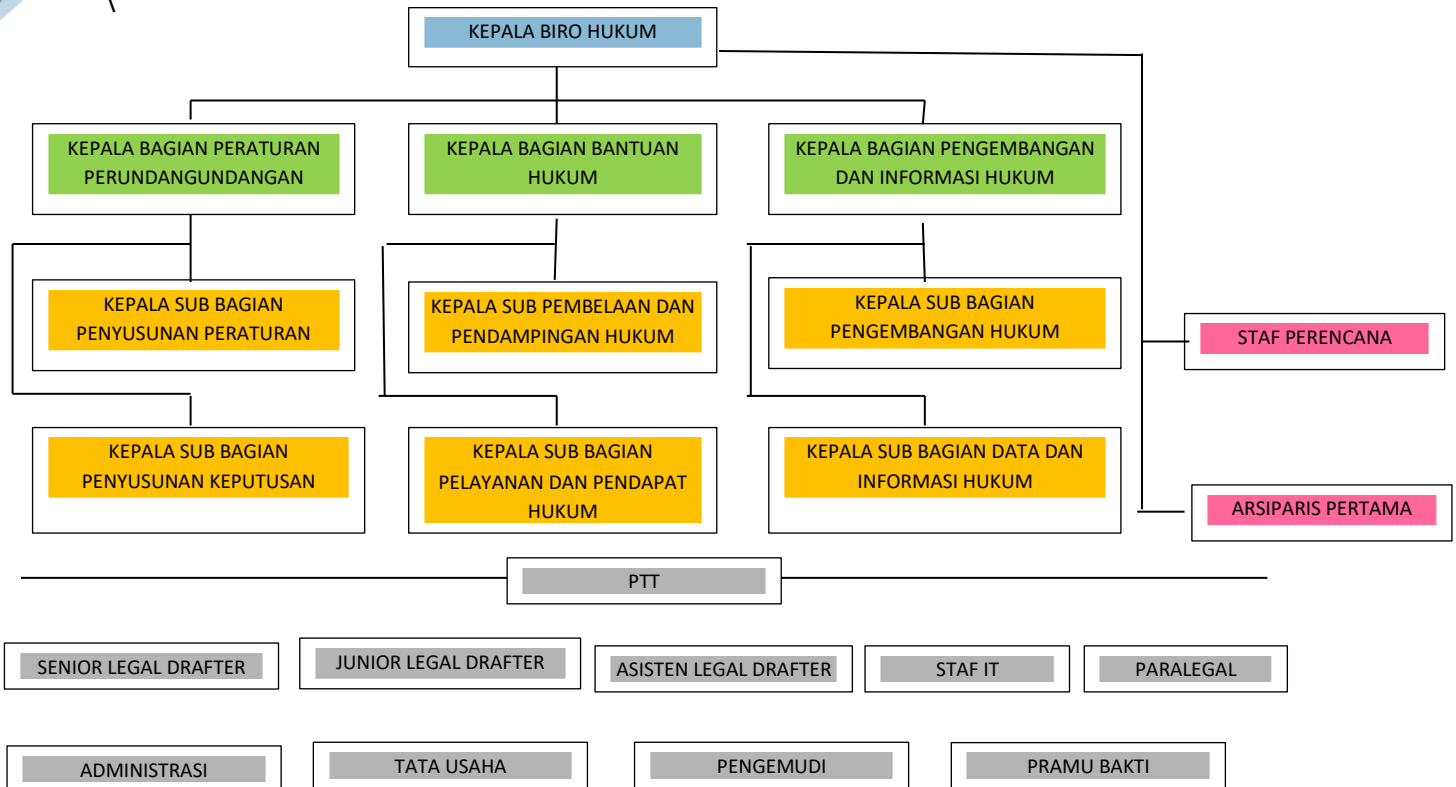 \
KEPALA BIRO HUKUM
KEPALA BAGIAN PERATURAN
PERUNDANGUNDANGAN
KEPALA BAGIAN BANTUAN
HUKUM
KEPALA BAGIAN PENGEMBANGAN
DAN INFORMASI HUKUM
KEPALA SUB BAGIAN
PENYUSUNAN PERATURAN
KEPALA SUB PEMBELAAN DAN
PENDAMPINGAN HUKUM
KEPALA SUB BAGIAN
PENGEMBANGAN HUKUM
STAF PERENCANA
KEPALA SUB BAGIAN
PENYUSUNAN KEPUTUSAN
KEPALA SUB BAGIAN
PELAYANAN DAN PENDAPAT
HUKUM
KEPALA SUB BAGIAN DATA DAN
INFORMASI HUKUM
ARSIPARIS PERTAMA
PTT
SENIOR LEGAL DRAFTER
JUNIOR LEGAL DRAFTER
ASISTEN LEGAL DRAFTER
STAF IT
PARALEGAL
ADMINISTRASI
TATA USAHA
PENGEMUDI
PRAMU BAKTI